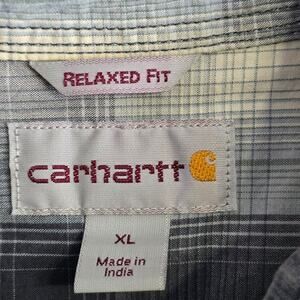 RELAXED FIT
carhartt
XL
Made in
India